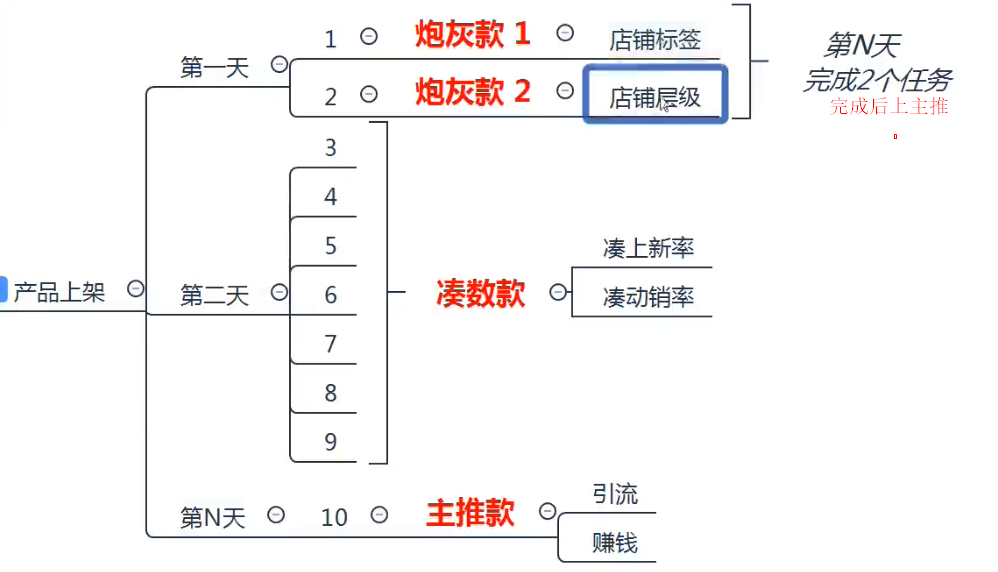 产品上架
第一天
1
炮灰款 1
店铺标签
2
炮灰款 2
店铺层级
第N天
完成2个任务
完成后上主推
第二天
3
4
5
6
7
8
9
凑数款
凑上新率
凑动销率
第N天
10
主推款
引流
赚钱